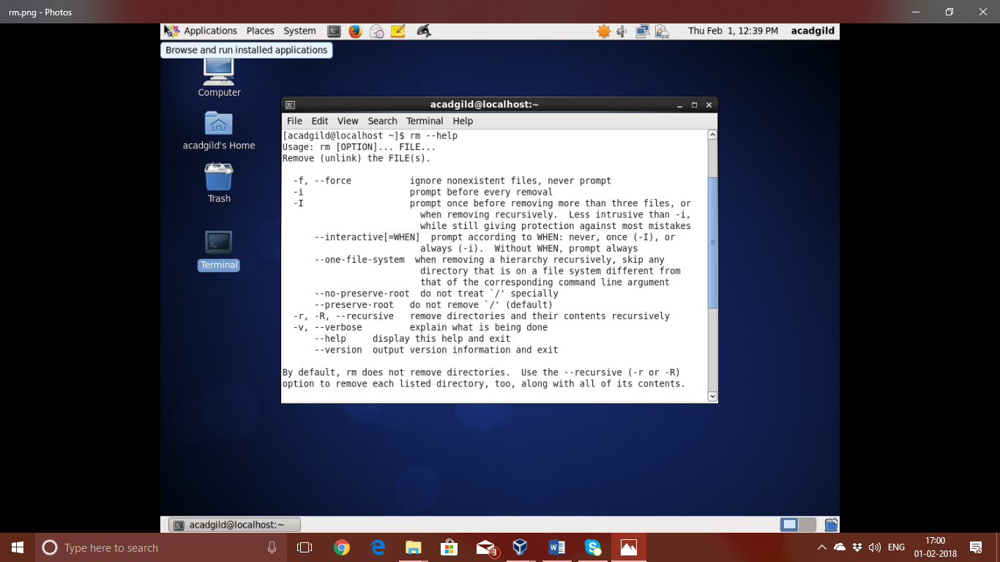 rm.png - Photos
Applications Places System Thu Feb 1, 12:39 PM acadgild
Browse and run installed applications
Computer
acadgild's Home
Trash
Terminal
acadgild@localhost:~
File Edit View Search Terminal Help
[acadgild@localhost ~]$ rm --help
Usage: rm [OPTION]... FILE...
Remove (unlink) the FILE(s).
-f, --force ignore nonexistent files, never prompt
-i prompt before every removal
-I prompt once before removing more than three files, or
when removing recursively. Less intrusive than -i,
while still giving protection against most mistakes
--interactive[=WHEN] prompt according to WHEN: never, once (-I), or
always (-i). Without WHEN, prompt always
--one-file-system when removing a hierarchy recursively, skip any
directory that is on a file system different from
that of the corresponding command line argument
--no-preserve-root do not treat `/' specially
--preserve-root do not remove `/' (default)
-r, -R, --recursive remove directories and their contents recursively
-v, --verbose explain what is being done
--help display this help and exit
--version output version information and exit
By default, rm does not remove directories. Use the --recursive (-r or -R)
option to remove each listed directory, too, along with all of its contents.
acadgild@localhost:~
Type here to search
3
ENG
17:00
01-02-2018